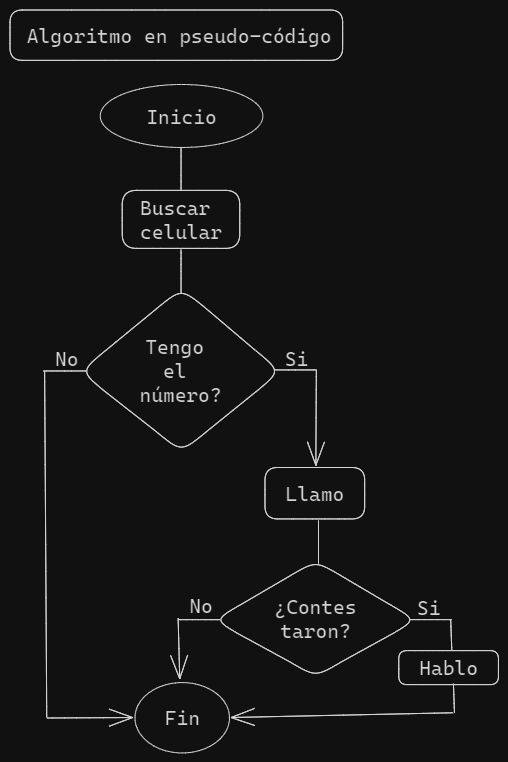 Algoritmo en pseudo-código
Inicio
Buscar
celular
Tengo
el
número?
No
Si
Llamo
¿Contes
taron?
No
Si
Hablo
Fin